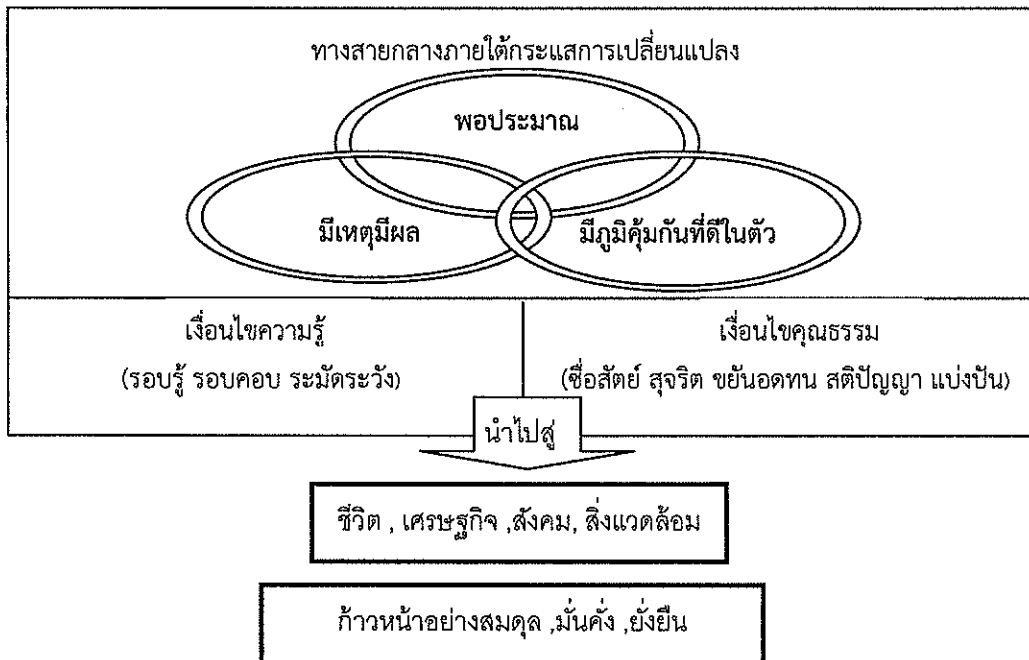 ทางสายกลางภายใต้กระแสการเปลี่ยนแปลง
พอประมาณ
มีเหตุมีผล
มีภูมิคุ้มกันที่ดีในตัว
เงื่อนไขความรู้
(รอบรู้ รอบคอบ ระมัดระวัง)
เงื่อนไขคุณธรรม
(ซื่อสัตย์ สุจริต ขยันอดทน สติปัญญา แบ่งปัน)
นำไปสู่
ชีวิต , เศรษฐกิจ ,สังคม, สิ่งแวดล้อม
ก้าวหน้าอย่างสมดุล ,มั่นคั่ง ,ยั่งยืน